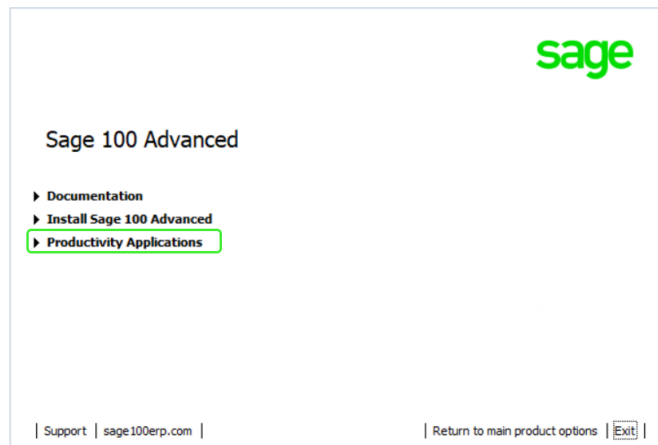 sage
Sage 100 Advanced
Documentation
Install Sage 100 Advanced
Productivity Applications
Support | sage100erp.com | | Return to main product options | Exit |